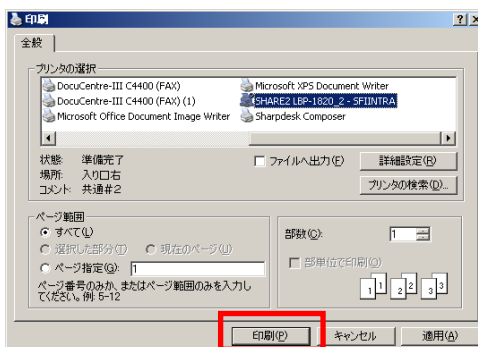 印刷
全般
プリンタの選択
DocuCentre-III C4400 (FAX)
Microsoft XPS Document Writer
DocuCentre-III C4400 (FAX) (1)
SHARE2 LBP-1820_2 - SFIINTRA
Microsoft Office Document Image Writer
Sharpdesk Composer
状態: 準備完了
ファイルへ出力(F)
詳細設定(R)
場所: 入り口右
コメント: 共通#2
プリンタの検索(D)...
ページ範囲
すべて(L)
選択した部分(T)
現在のページ(U)
ページ指定(G): 1
ページ番号のみか、またはページ範囲のみを入力し
てください。例: 5-12
部数(C): 1
部単位で印刷(O)
1 1 2 2 3 3
印刷(P)
キャンセル
適用(A)